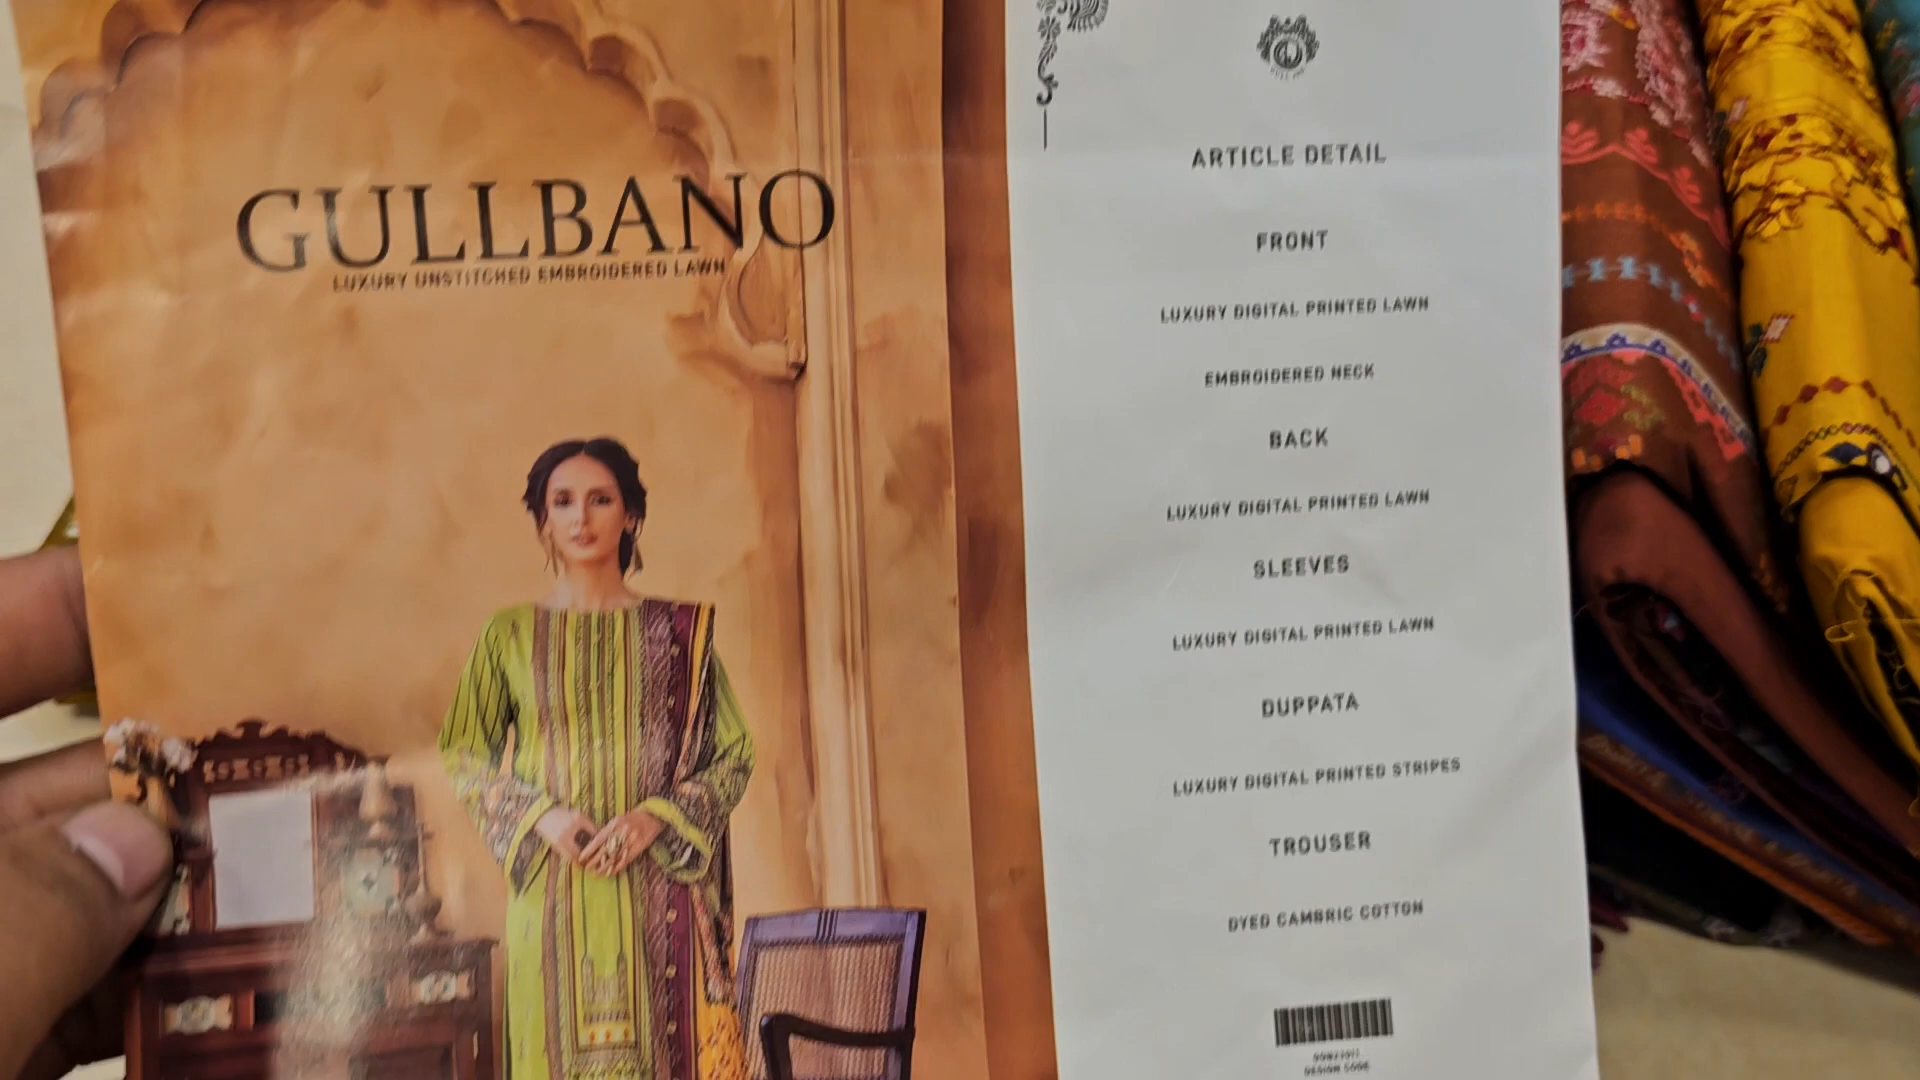 GULLBANO
LUXURY UNSTITCHED EMBROIDERED LAWN
ARTICLE DETAIL
FRONT
LUXURY DIGITAL PRINTED LAWN
EMBROIDERED NECK
BACK
LUXURY DIGITAL PRINTED LAWN
SLEEVES
LUXURY DIGITAL PRINTED LAWN
DUPPATA
LUXURY DIGITAL PRINTED STRIPES
TROUSER
DYED CAMBRIC COTTON
DESIGN CODE